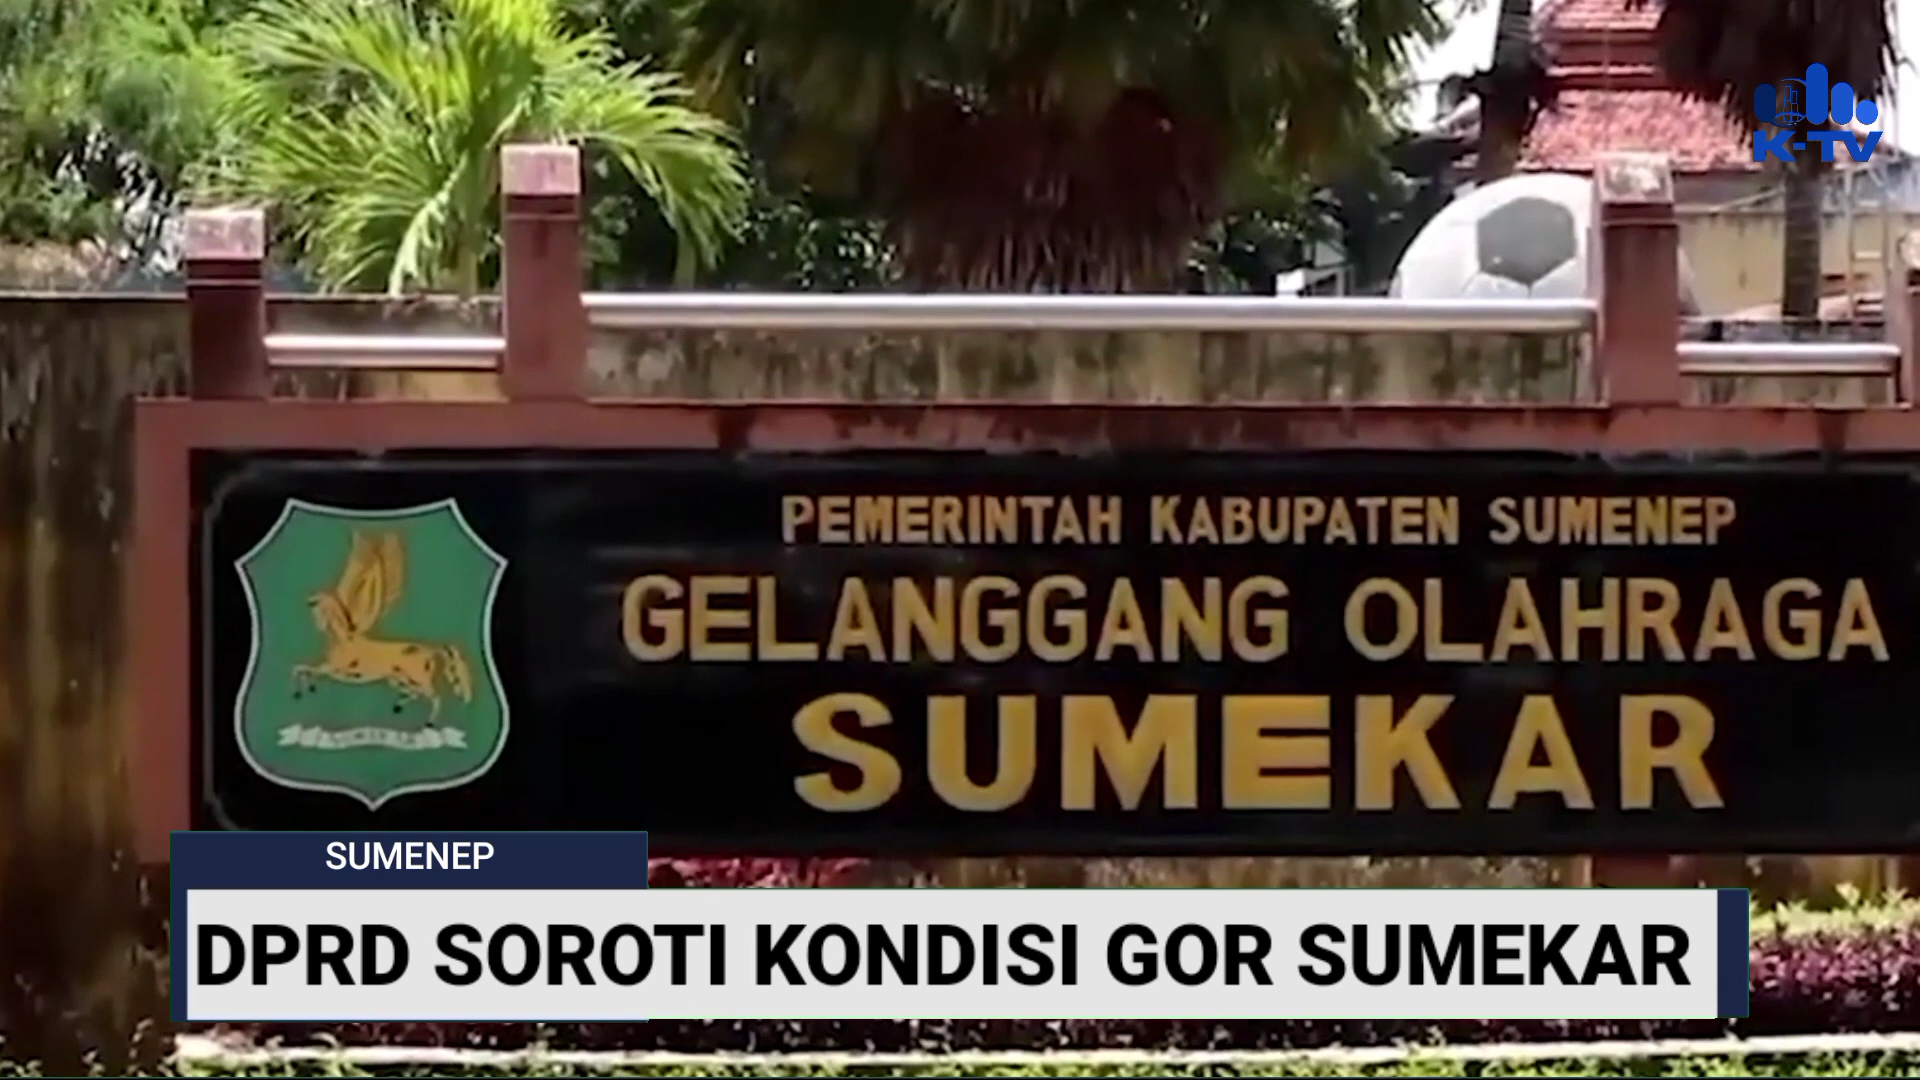 K-TV
PEMERINTAH KABUPATEN SUMENEP
GELANGGANG OLAHRAGA
SUMEKAR
SUMENEP
DPRD SOROTI KONDISI GOR SUMEKAR